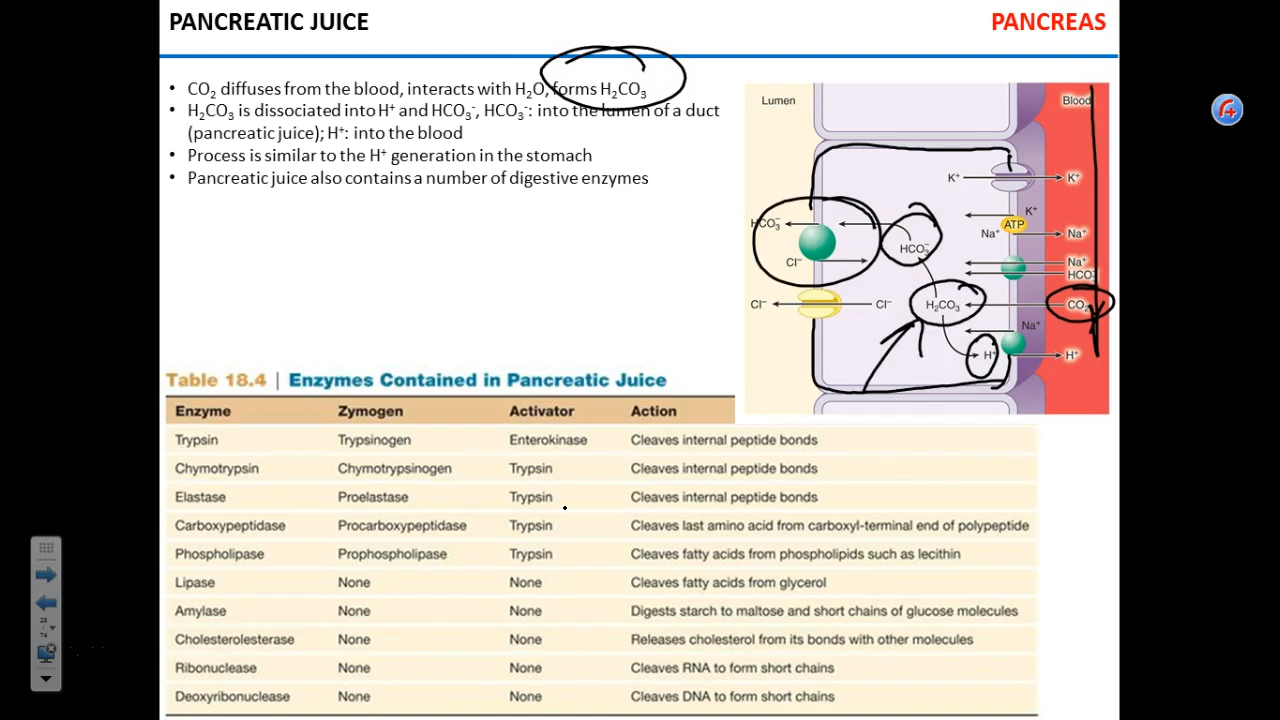 PANCREATIC JUICE
PANCREAS
• CO₂ diffuses from the blood, interacts with H₂O, forms H₂CO₃
• H₂CO₃ is dissociated into H⁺ and HCO₃⁻, HCO₃⁻: into the lumen of a duct
(pancreatic juice); H⁺: into the blood
• Process is similar to the H⁺ generation in the stomach
• Pancreatic juice also contains a number of digestive enzymes
Lumen
Blood
K⁺ K⁺
K⁺
HCO₃⁻ ATP
Na⁺ Na⁺
HCO₃⁻
Cl⁻ Na⁺
HCO₃
Cl⁻ Cl⁻ H₂CO₃ CO₂
Na⁺
H⁺ H⁺
Table 18.4 | Enzymes Contained in Pancreatic Juice
Enzyme Zymogen Activator Action
Trypsin Trypsinogen Enterokinase Cleaves internal peptide bonds
Chymotrypsin Chymotrypsinogen Trypsin Cleaves internal peptide bonds
Elastase Proelastase Trypsin Cleaves internal peptide bonds
Carboxypeptidase Procarboxypeptidase Trypsin Cleaves last amino acid from carboxyl-terminal end of polypeptide
Phospholipase Prophospholipase Trypsin Cleaves fatty acids from phospholipids such as lecithin
Lipase None None Cleaves fatty acids from glycerol
Amylase None None Digests starch to maltose and short chains of glucose molecules
Cholesterolesterase None None Releases cholesterol from its bonds with other molecules
Ribonuclease None None Cleaves RNA to form short chains
Deoxyribonuclease None None Cleaves DNA to form short chains